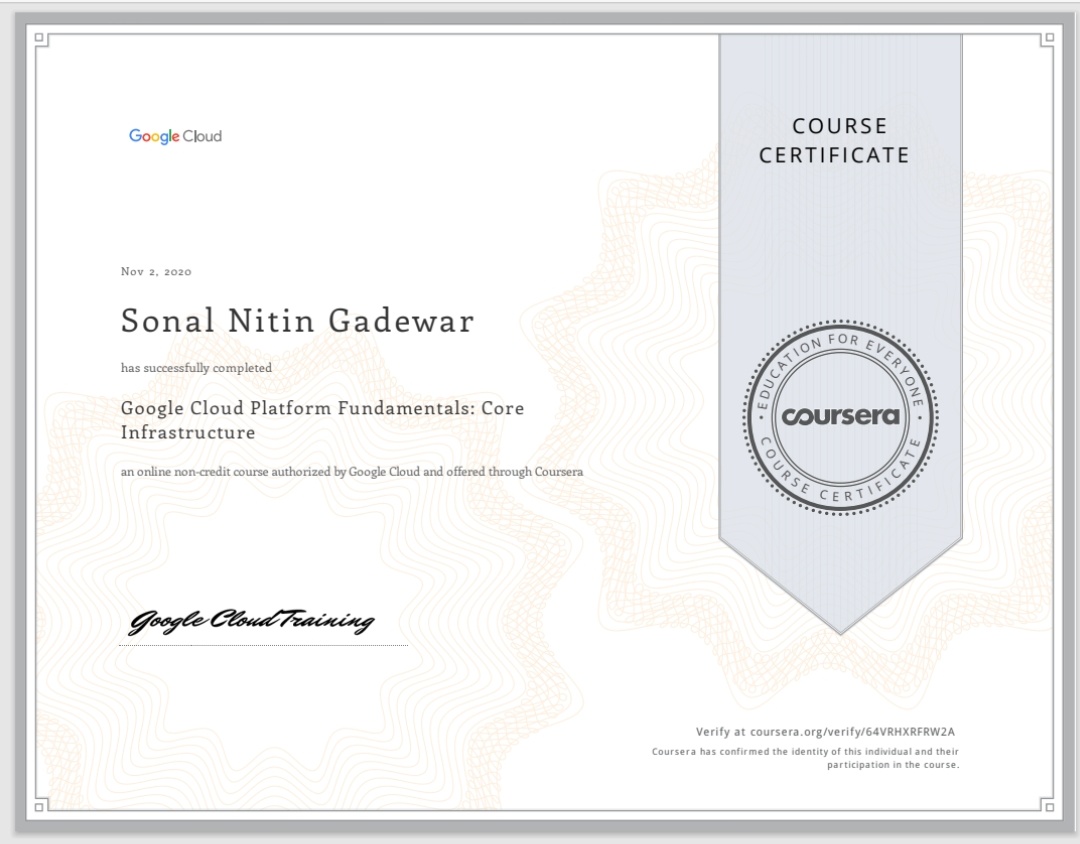 Google Cloud
COURSE
CERTIFICATE
Nov 2, 2020
Sonal Nitin Gadewar
has successfully completed
Google Cloud Platform Fundamentals: Core
Infrastructure
an online non-credit course authorized by Google Cloud and offered through Coursera
EDUCATION FOR EVERYONE
coursera
COURSE CERTIFICATE
Google Cloud Training
Verify at coursera.org/verify/64VRHXRFRW2A
Coursera has confirmed the identity of this individual and their
participation in the course.